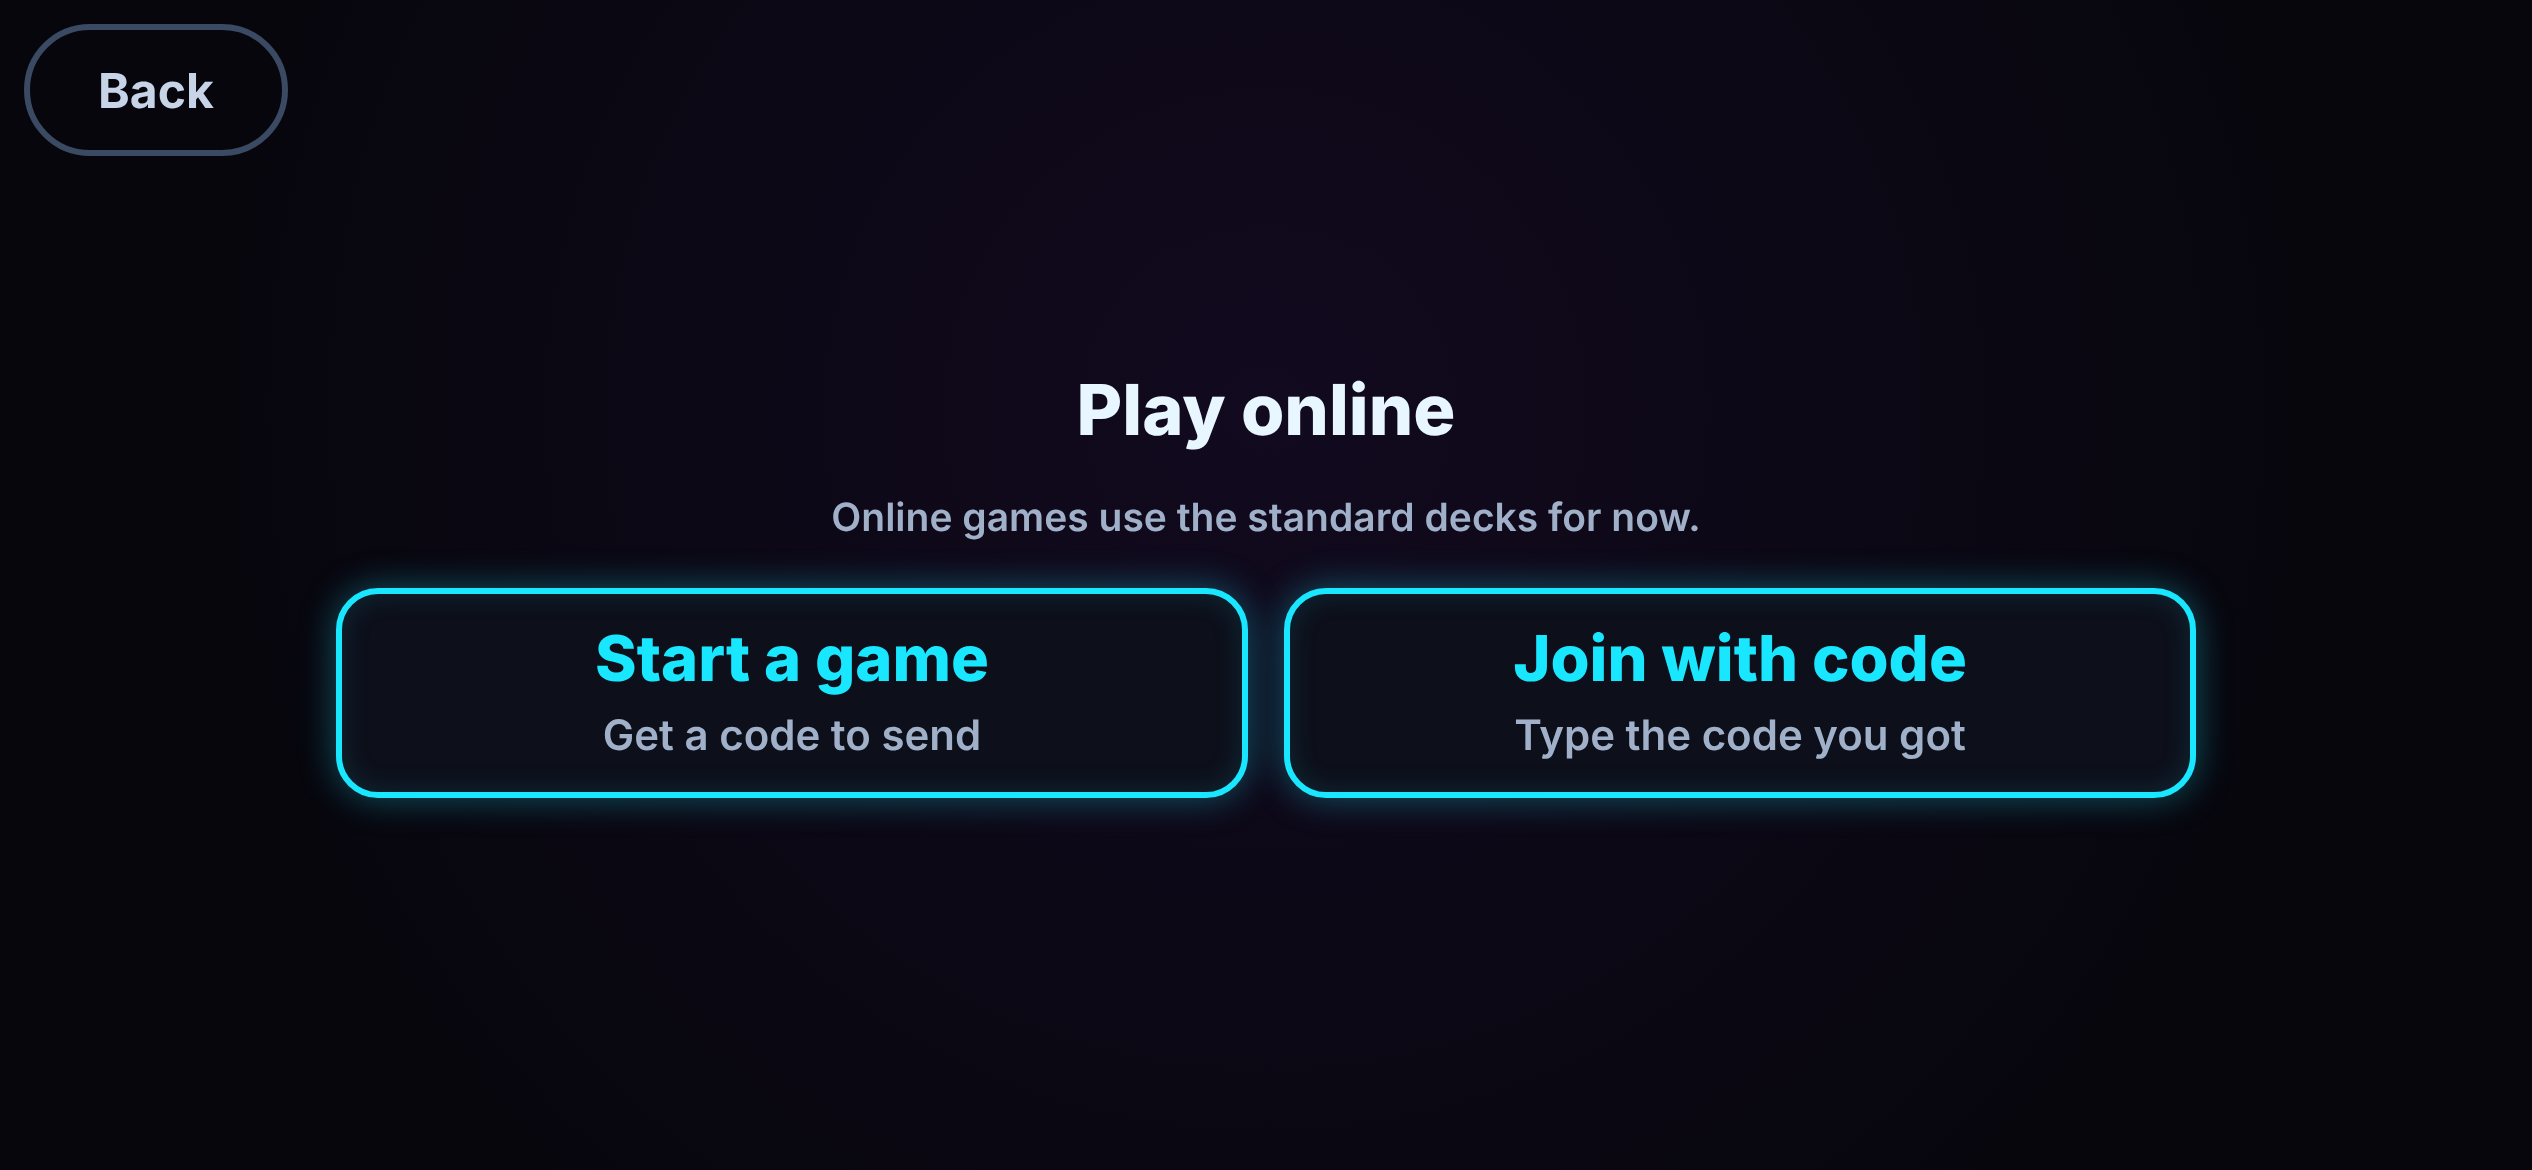 Back
Play online
Online games use the standard decks for now.
Start a game
Get a code to send
Join with code
Type the code you got